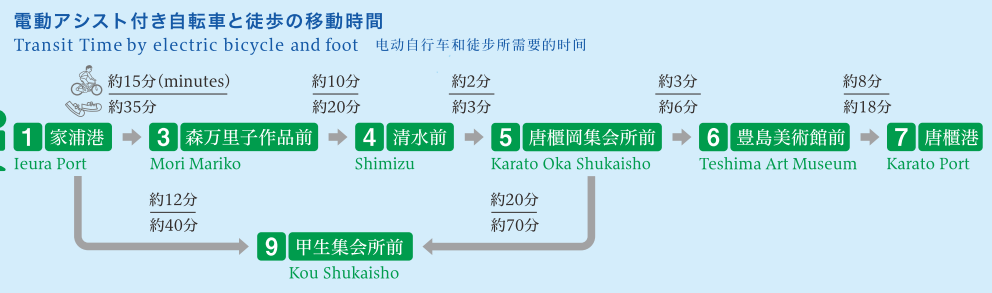 電動アシスト付き自転車と徒歩の移動時間
Transit Time by electric bicycle and foot 电动自行车和徒步所需要的时间
約15分(minutes) 約10分 約2分 約3分 約8分
約35分 約20分 約3分 約6分 約18分
1 家浦港 3 森万里子作品前 4 清水前 5 唐櫃岡集会所前 6 豊島美術館前 7 唐櫃港
Ieura Port Mori Mariko Shimizu Karato Oka Shukaisho Teshima Art Museum Karato Port
約12分 約20分
約40分 約70分
9 甲生集会所前
Kou Shukaisho